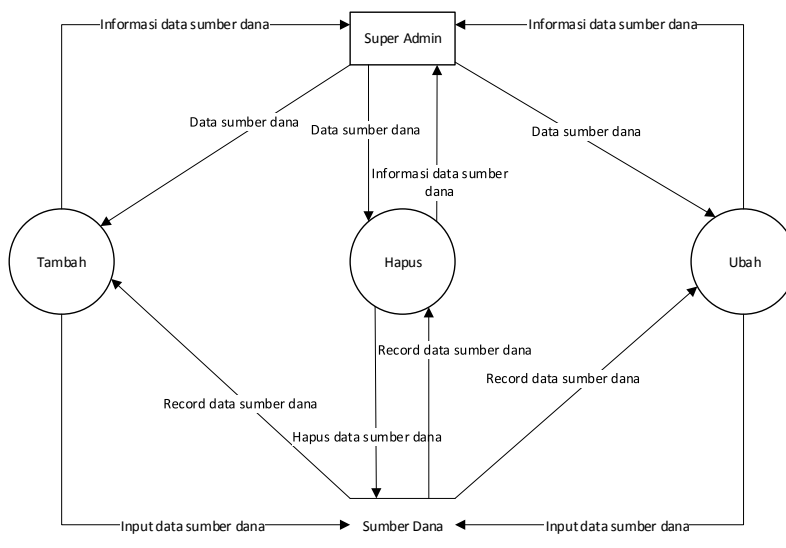 Informasi data sumber dana
Super Admin
Informasi data sumber dana
Data sumber dana
Data sumber dana
Data sumber dana
Informasi data sumber
dana
Tambah
Hapus
Ubah
Record data sumber dana
Record data sumber dana
Record data sumber dana
Hapus data sumber dana
Input data sumber dana
Sumber Dana
Input data sumber dana